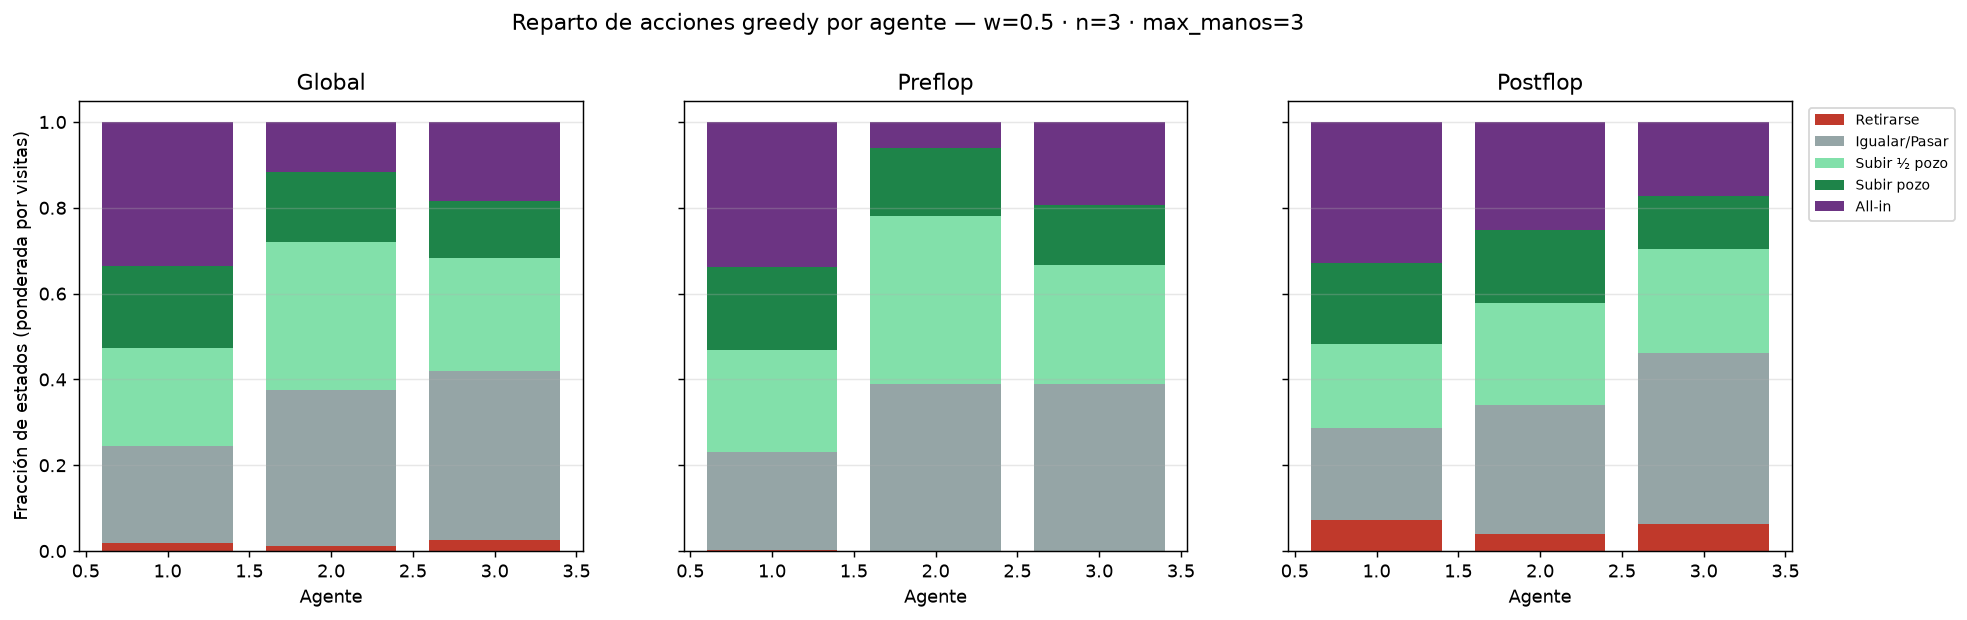 Reparto de acciones greedy por agente — w=0.5 · n=3 · max_manos=3
Global
Preflop
Postflop
Fracción de estados (ponderada por visitas)
1.0
0.8
0.6
0.4
0.2
0.0
0.5 1.0 1.5 2.0 2.5 3.0 3.5
Agente
0.5 1.0 1.5 2.0 2.5 3.0 3.5
Agente
0.5 1.0 1.5 2.0 2.5 3.0 3.5
Agente
Retirarse
Igualar/Pasar
Subir ½ pozo
Subir pozo
All-in